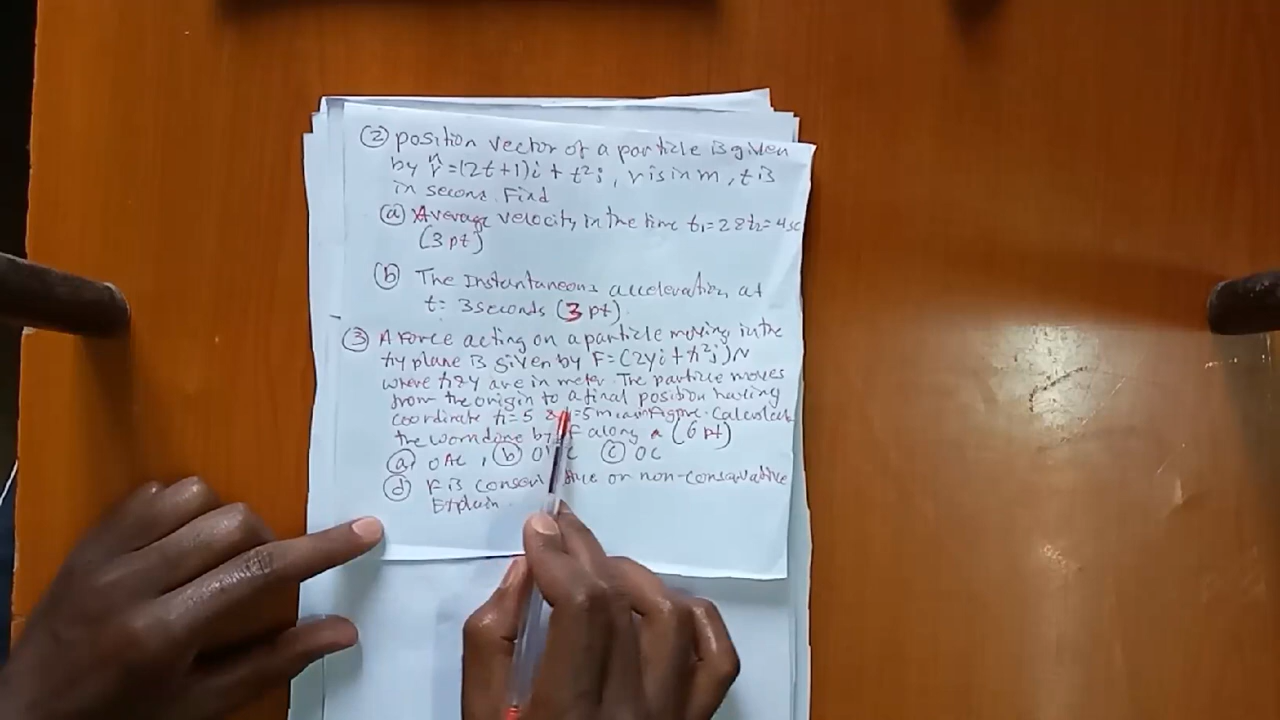 ② position vector of a particle is given
by r = (2t+1)i + t²j, r is in m, t is
in second. Find
ⓐ Average velocity in the time t₁=2 & t₂=4sc
(3 pt)
ⓑ The Instantaneous acceleration at
t= 3seconds (3 pt).
③ A Force acting on a particle moving in the
xy plane is given by F=(2yi + x²j)N
where x & y are in meter. The particle moves
from the origin to a final position having
coordinate x=5 =5m Figure. Calculate
the work done by F along (6 pt)
ⓐ OAC, ⓑ ⓒ OC
ⓓ F is or non-conservative
Explain.